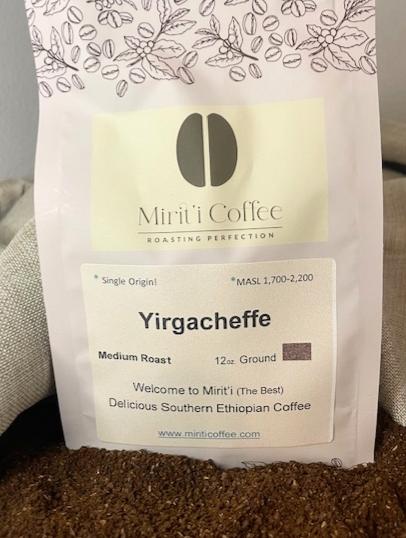 Mirit'i Coffee
ROASTING PERFECTION
* Single Origin! *MASL 1,700-2,200
Yirgacheffe
Medium Roast 12oz. Ground
Welcome to Mirit'i (The Best)
Delicious Southern Ethiopian Coffee
www.miriticoffee.com